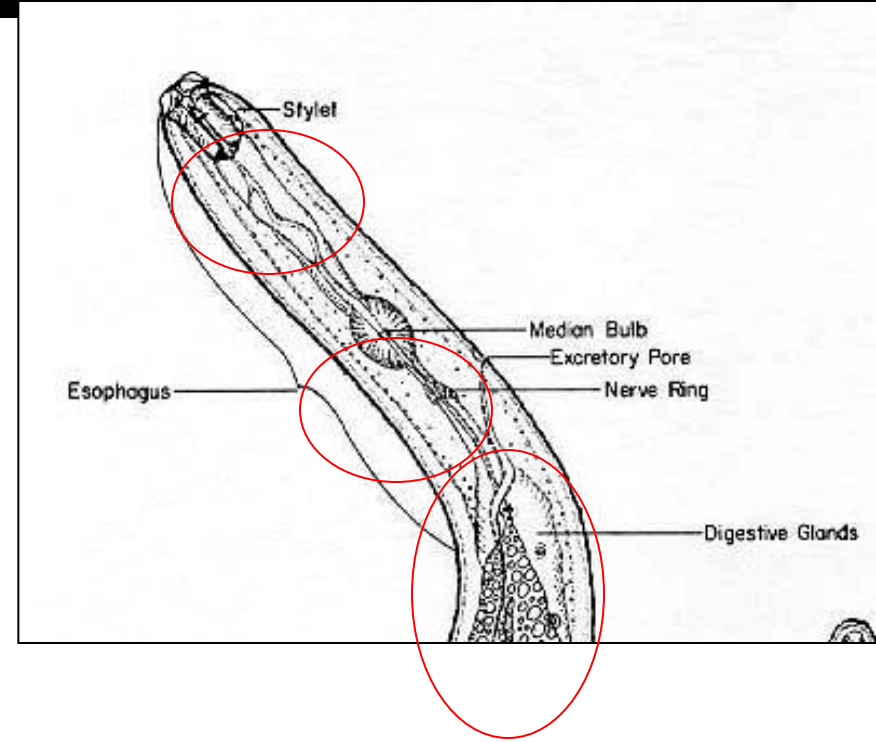 Stylet
Median Bulb
Excretory Pore
Esophagus
Nerve Ring
Digestive Glands